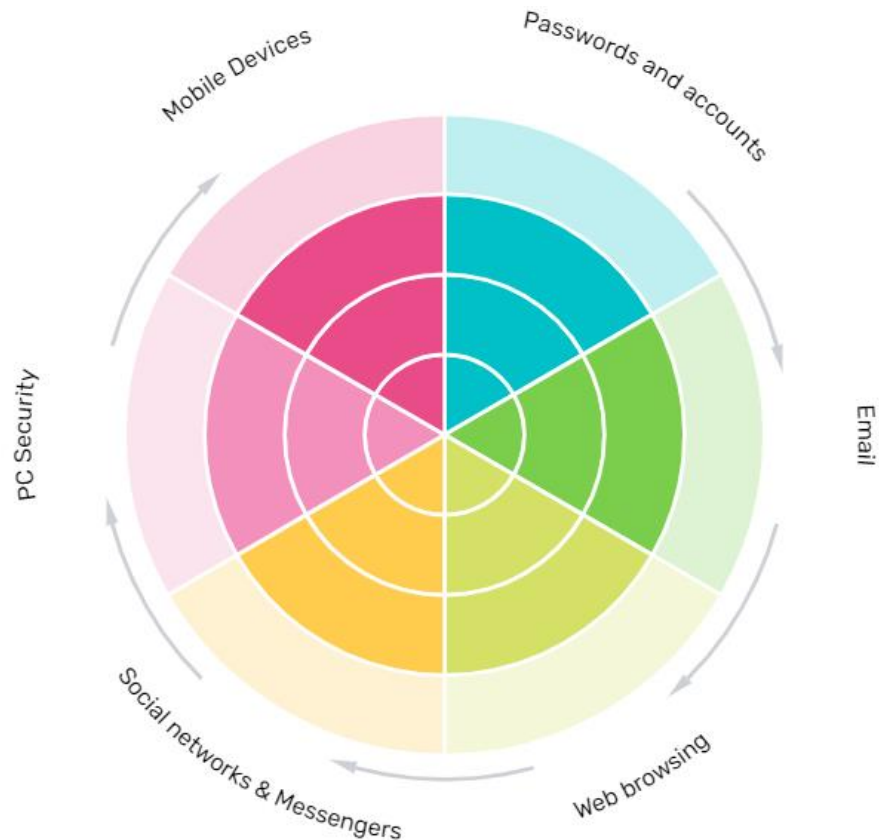 Mobile Devices
Passwords and accounts
PC Security
Email
Social networks & Messengers
Web browsing